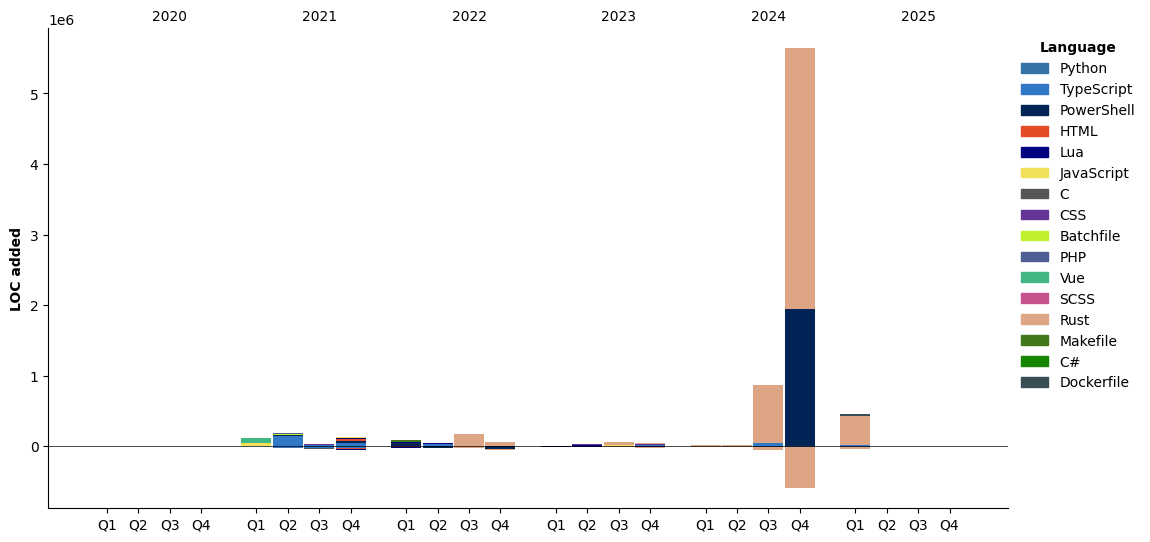 1e6
2020 2021 2022 2023 2024 2025
LOC added
5
4
3
2
1
0
Q1 Q2 Q3 Q4 Q1 Q2 Q3 Q4 Q1 Q2 Q3 Q4 Q1 Q2 Q3 Q4 Q1 Q2 Q3 Q4 Q1 Q2 Q3 Q4
Language
Python
TypeScript
PowerShell
HTML
Lua
JavaScript
C
CSS
Batchfile
PHP
Vue
SCSS
Rust
Makefile
C#
Dockerfile